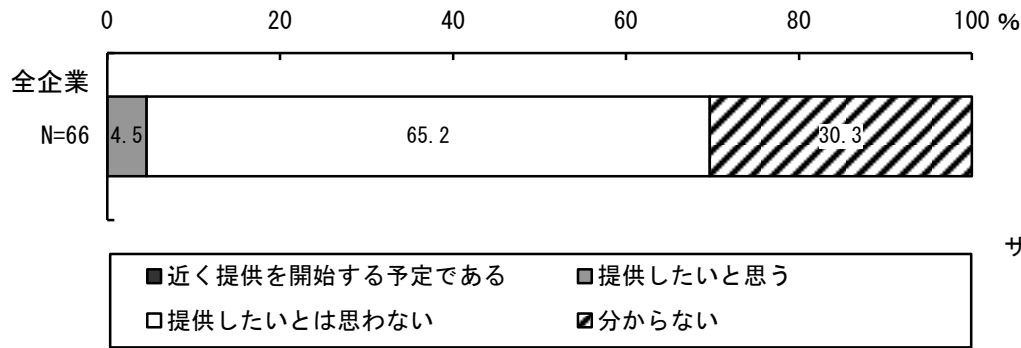 0 20 40 60 80 100 %
全企業
N=66 4.5 65.2 30.3
サ
■近く提供を開始する予定である ■提供したいと思う
□提供したいとは思わない 分からない